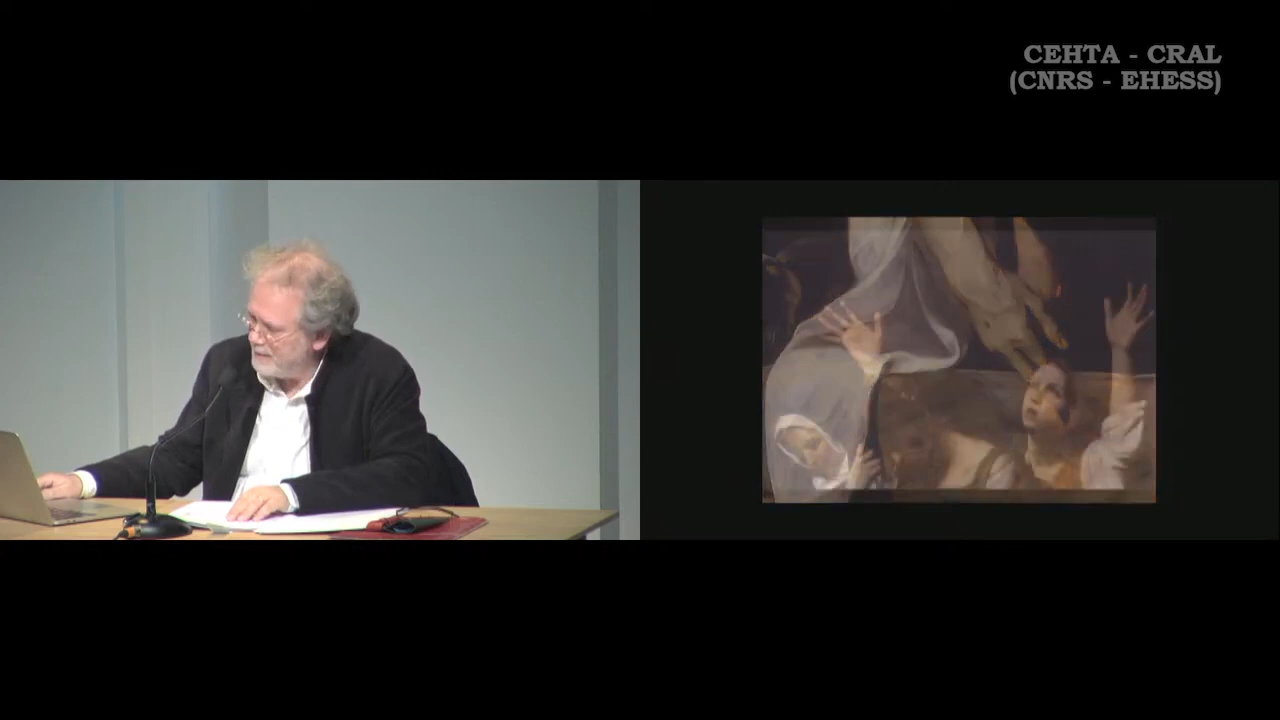 CEHTA - CRAL
(CNRS - EHESS)